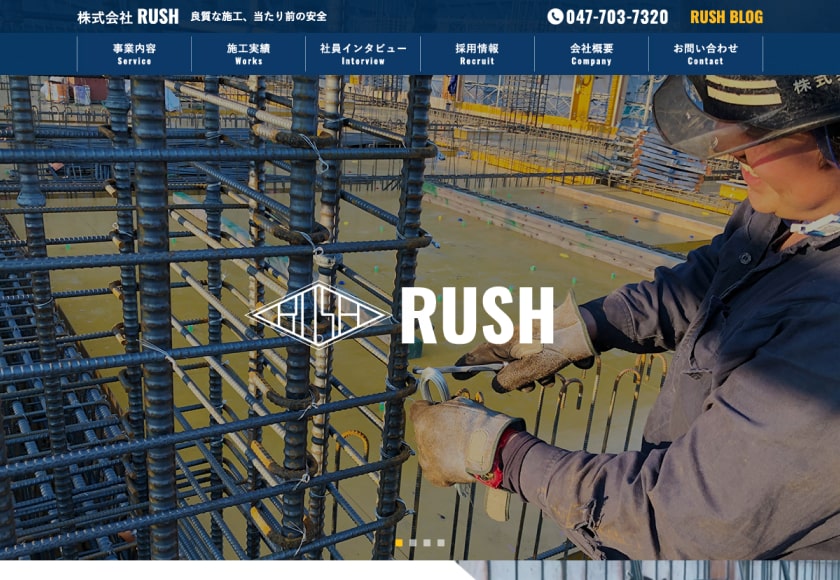 株式会社 RUSH 良質な施工、当たり前の安全
047-703-7320
RUSH BLOG
事業内容
Service
施工実績
Works
社員インタビュー
Interview
採用情報
Recruit
会社概要
Company
お問い合わせ
Contact
株式
RUSH
RUSH